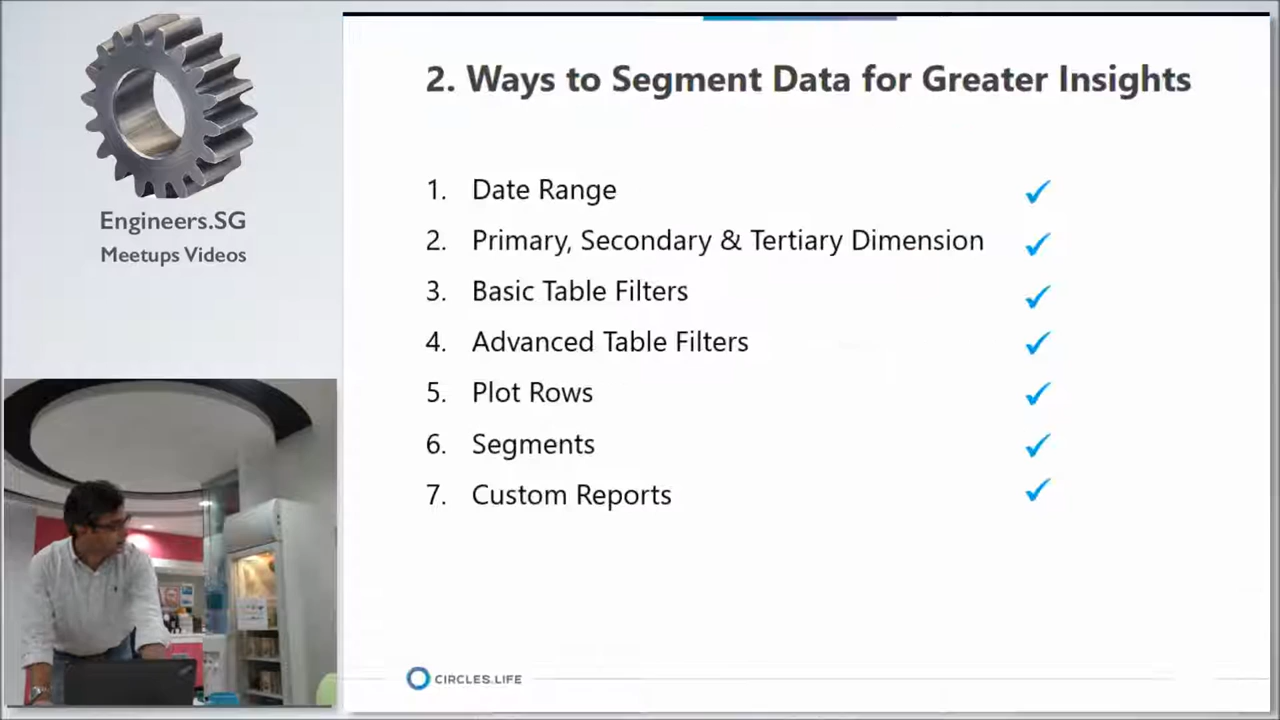 Engineers.SG
Meetups Videos
2. Ways to Segment Data for Greater Insights
1. Date Range
2. Primary, Secondary & Tertiary Dimension
3. Basic Table Filters
4. Advanced Table Filters
5. Plot Rows
6. Segments
7. Custom Reports
CIRCLES.LIFE